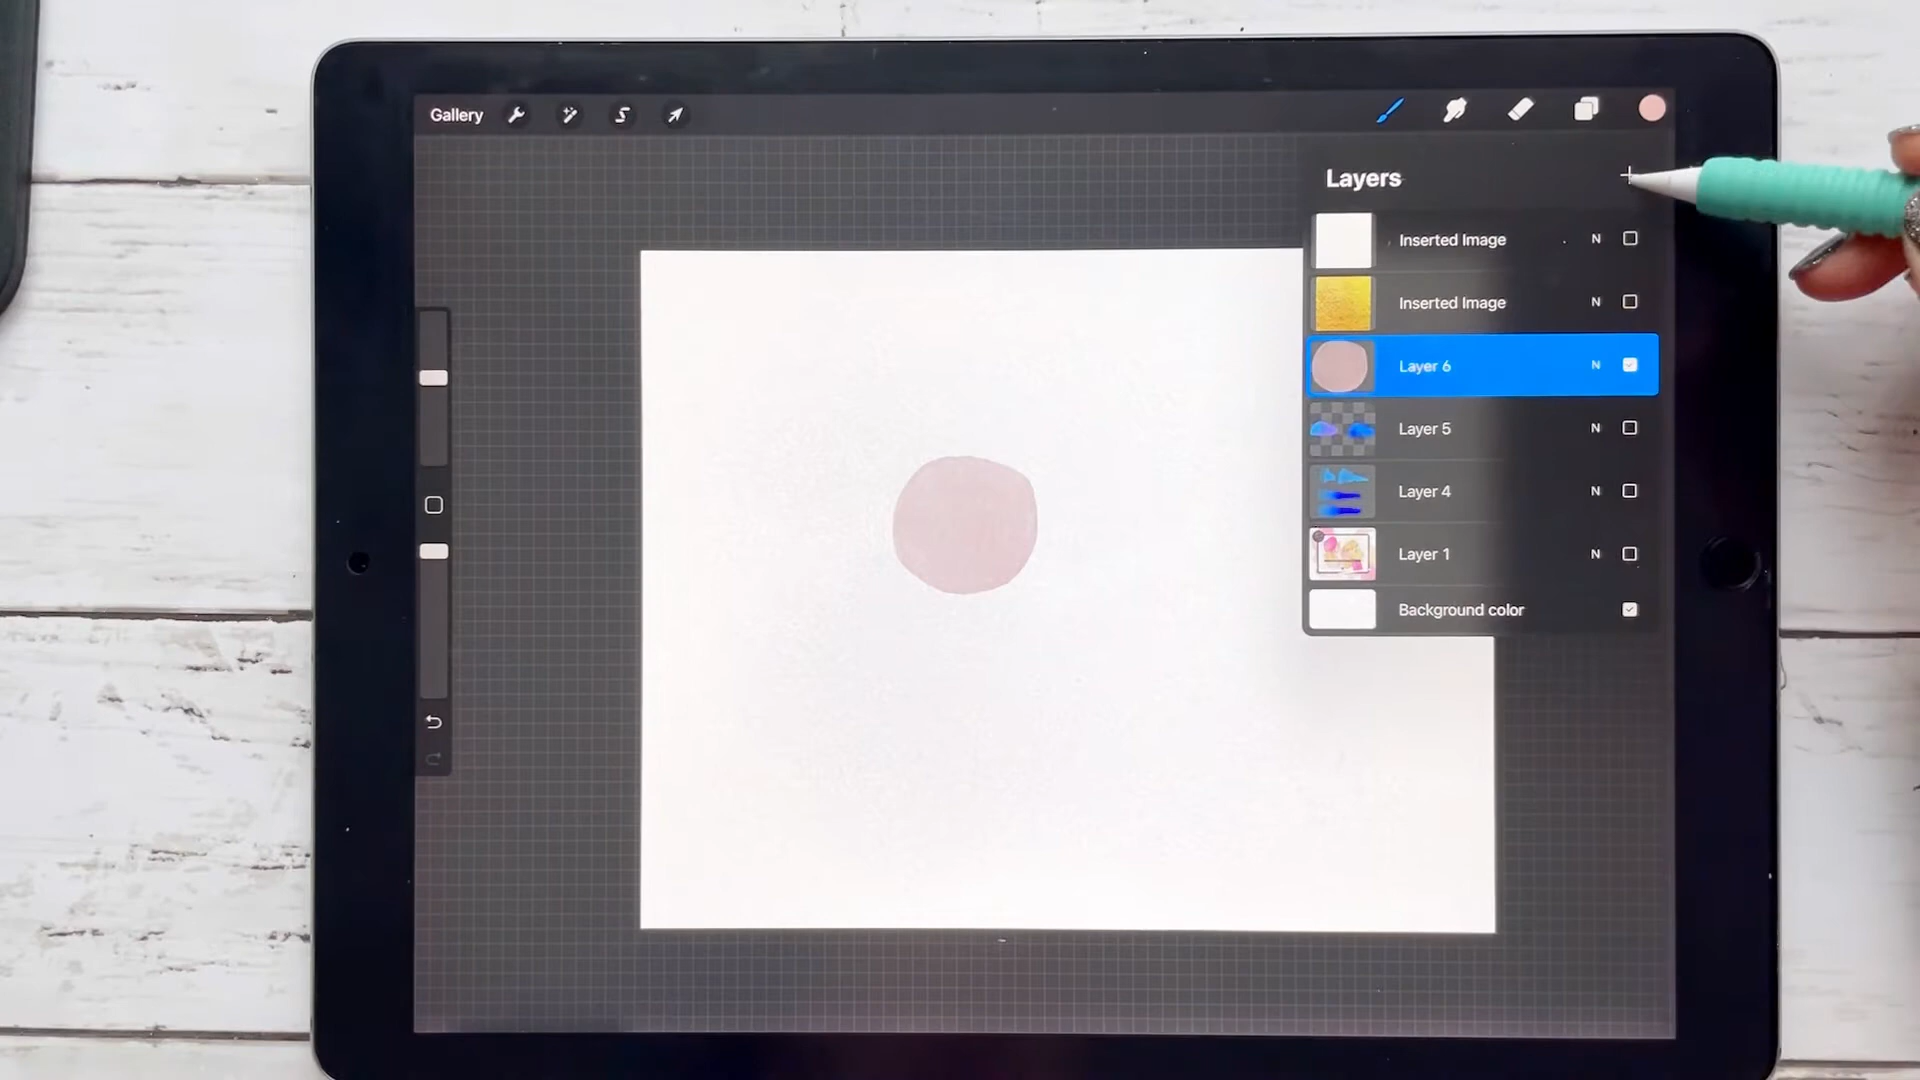 Gallery
Layers
Inserted Image N
Inserted Image N
Layer 6 N
Layer 5 N
Layer 4 N
Layer 1 N
Background color